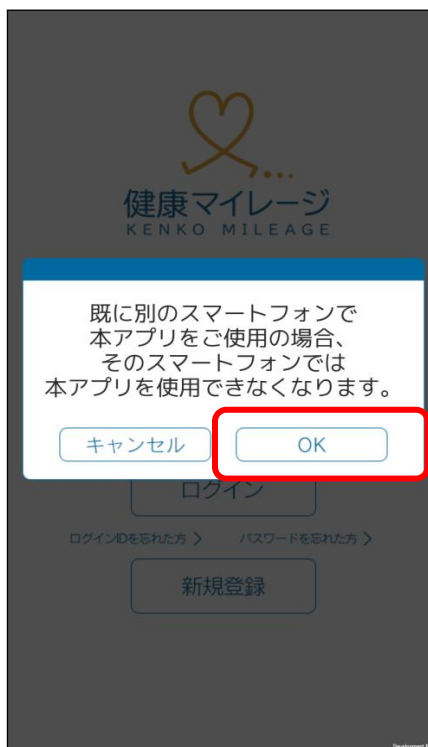 健康マイレージ
KENKO MILEAGE
既に別のスマートフォンで
本アプリをご使用の場合、
そのスマートフォンでは
本アプリを使用できなくなります。
キャンセル
OK
ログイン
ログインIDを忘れた方 >
パスワードを忘れた方 >
新規登録